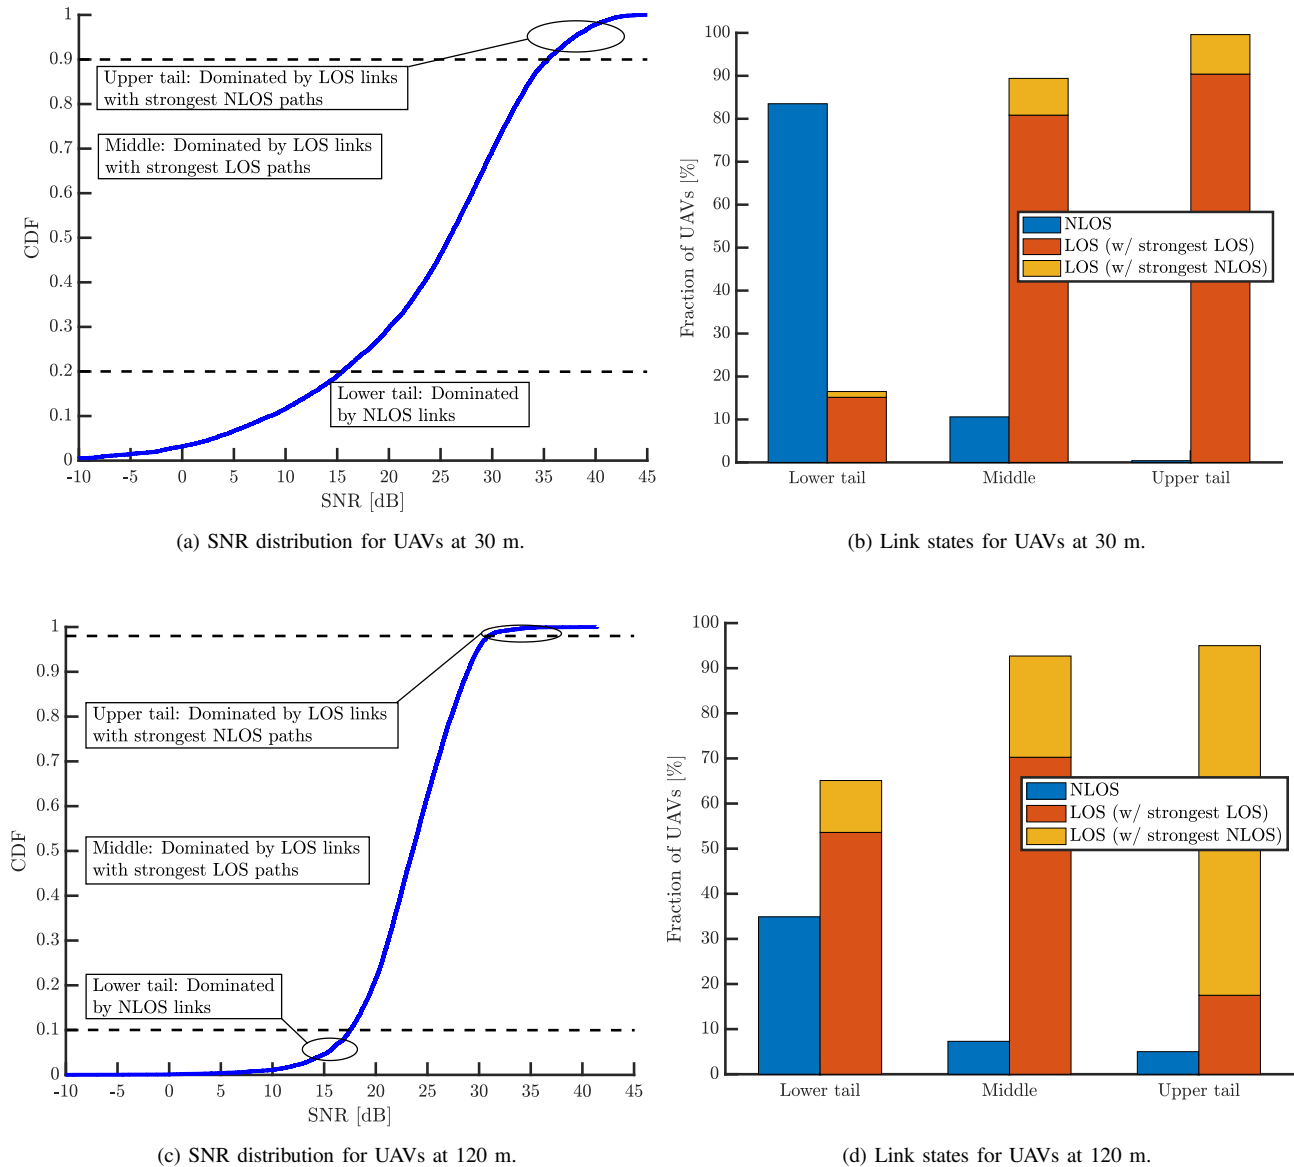 1
0.9
0.8
0.7
0.6
0.5
0.4
0.3
0.2
0.1
0
CDF
Upper tail: Dominated by LOS links
with strongest NLOS paths
Middle: Dominated by LOS links
with strongest LOS paths
Lower tail: Dominated
by NLOS links
-10 -5 0 5 10 15 20 25 30 35 40 45
SNR [dB]
(a) SNR distribution for UAVs at 30 m.
100
90
80
70
60
50
40
30
20
10
0
Fraction of UAVs [%]
NLOS
LOS (w/ strongest LOS)
LOS (w/ strongest NLOS)
Lower tail Middle Upper tail
(b) Link states for UAVs at 30 m.
1
0.9
0.8
0.7
0.6
0.5
0.4
0.3
0.2
0.1
0
CDF
Upper tail: Dominated by LOS links
with strongest NLOS paths
Middle: Dominated by LOS links
with strongest LOS paths
Lower tail: Dominated
by NLOS links
-10 -5 0 5 10 15 20 25 30 35 40 45
SNR [dB]
(c) SNR distribution for UAVs at 120 m.
100
90
80
70
60
50
40
30
20
10
0
Fraction of UAVs [%]
NLOS
LOS (w/ strongest LOS)
LOS (w/ strongest NLOS)
Lower tail Middle Upper tail
(d) Link states for UAVs at 120 m.